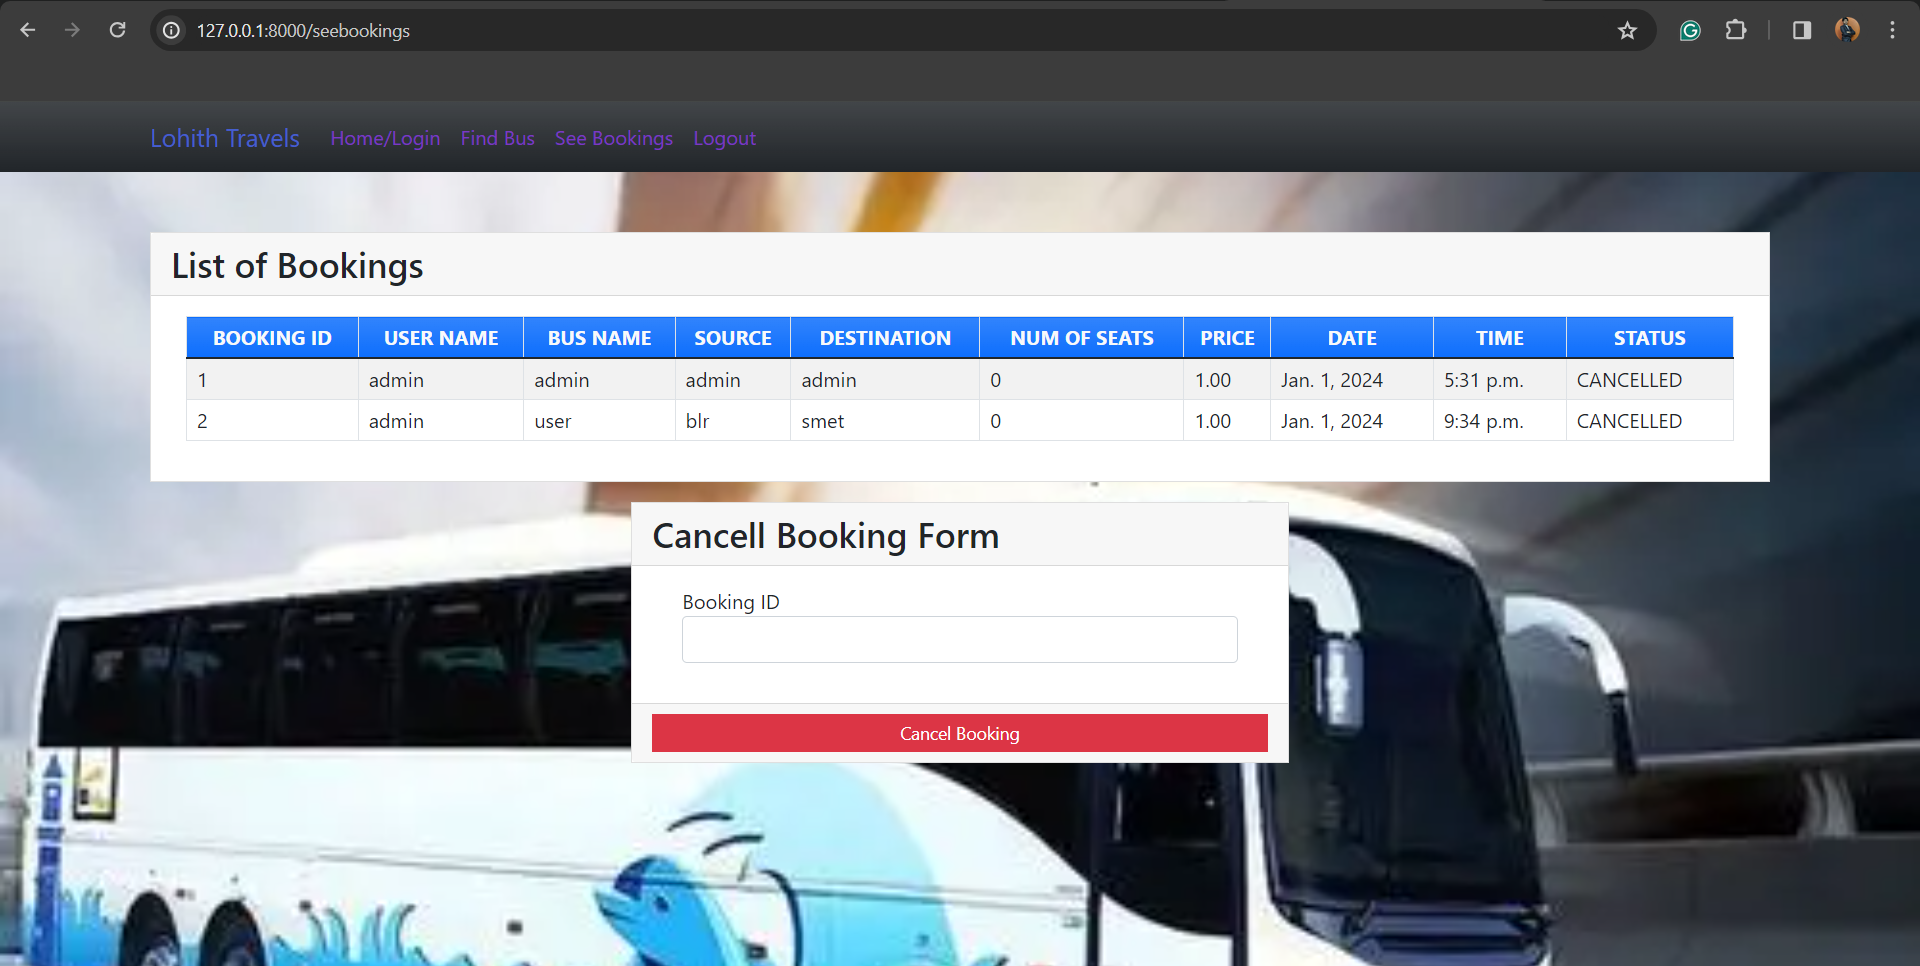 127.0.0.1:8000/seebookings
Lohith Travels Home/Login Find Bus See Bookings Logout
List of Bookings
BOOKING ID USER NAME BUS NAME SOURCE DESTINATION NUM OF SEATS PRICE DATE TIME STATUS
1 admin admin admin admin 0 1.00 Jan. 1, 2024 5:31 p.m. CANCELLED
2 admin user blr smet 0 1.00 Jan. 1, 2024 9:34 p.m. CANCELLED
Cancell Booking Form
Booking ID
Cancel Booking